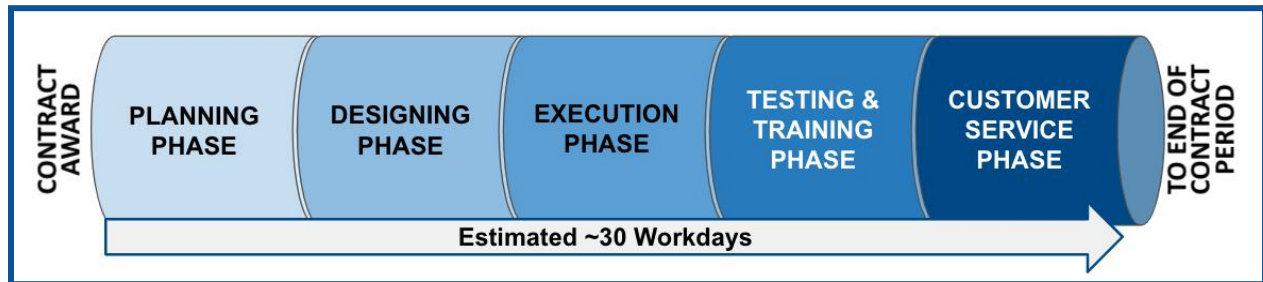 CONTRACT
AWARD
PLANNING
PHASE
DESIGNING
PHASE
EXECUTION
PHASE
TESTING &
TRAINING
PHASE
CUSTOMER
SERVICE
PHASE
TO END OF
CONTRACT
PERIOD
Estimated ~30 Workdays